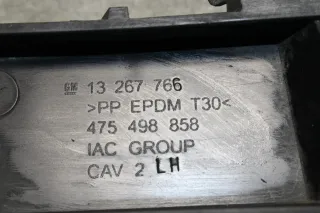 GM 13 267 766
>PP EPDM T30<
475 498 858
IAC GROUP
CAV 2 LH